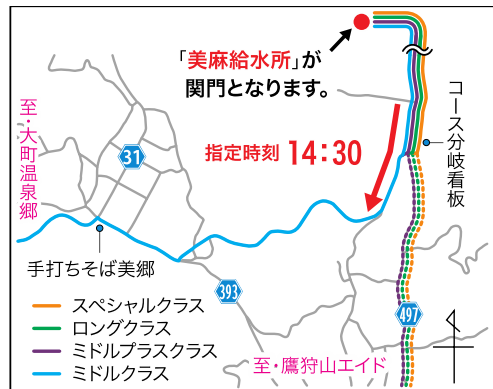 「美麻給水所」が
関門となります。
指定時刻 14:30
コース分岐看板
至・大町温泉郷
31
手打ちそば美郷
393
497
スペシャルクラス
ロングクラス
ミドルプラスクラス
ミドルクラス
至・鷹狩山エイド